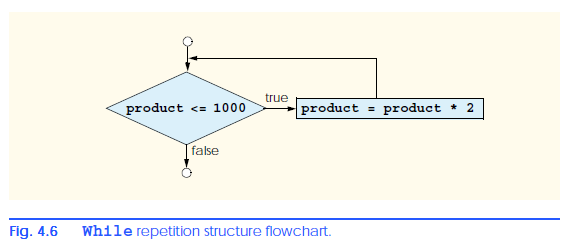 product <= 1000
true
product = product * 2
false
Fig. 4.6 While repetition structure flowchart.